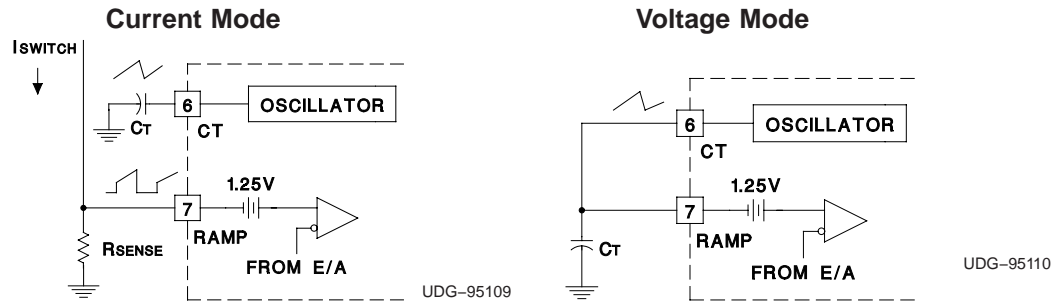 Current Mode
ISWITCH
6
OSCILLATOR
CT
CT
1.25V
7
RAMP
RSENSE
FROM E/A
UDG–95109
Voltage Mode
6
OSCILLATOR
CT
1.25V
7
RAMP
CT
FROM E/A
UDG–95110